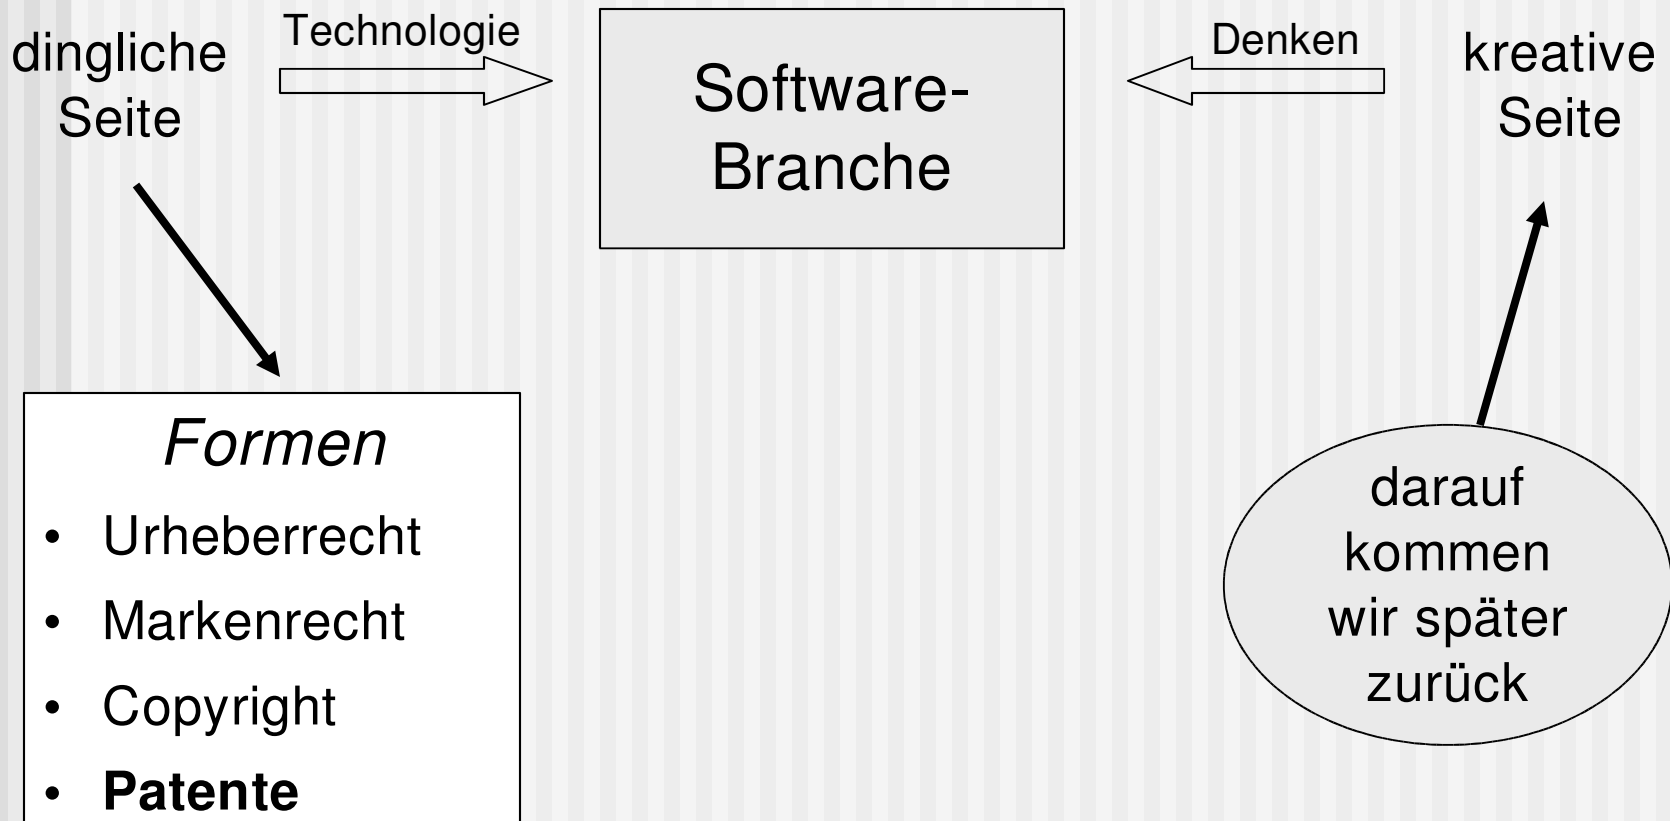 dingliche
Seite
Technologie
Software-
Branche
Denken
kreative
Seite
Formen
• Urheberrecht
• Markenrecht
• Copyright
• Patente
darauf
kommen
wir später
zurück